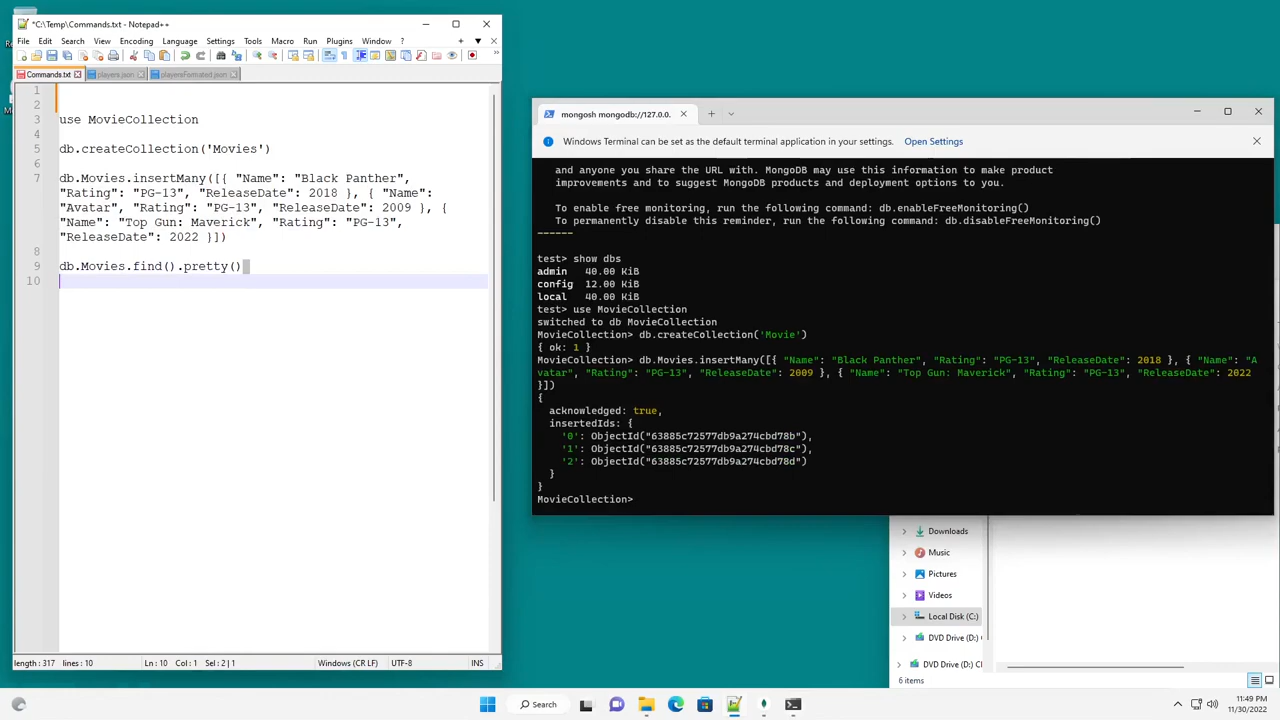 *C:\Temp\Commands.txt - Notepad++
File Edit Search View Encoding Language Settings Tools Macro Run Plugins Window ?
Commands.txt players.json playersFormated.json
1
2
3 use MovieCollection
4
5 db.createCollection('Movies')
6
7 db.Movies.insertMany([{ "Name": "Black Panther",
"Rating": "PG-13", "ReleaseDate": 2018 }, { "Name":
"Avatar", "Rating": "PG-13", "ReleaseDate": 2009 }, {
"Name": "Top Gun: Maverick", "Rating": "PG-13",
"ReleaseDate": 2022 }])
8
9 db.Movies.find().pretty()
10
length : 317 lines : 10 Ln : 10 Col : 1 Sel : 2 | 1 Windows (CR LF) UTF-8 INS
mongosh mongodb://127.0.0.
Windows Terminal can be set as the default terminal application in your settings. Open Settings
and anyone you share the URL with. MongoDB may use this information to make product
improvements and to suggest MongoDB products and deployment options to you.
To enable free monitoring, run the following command: db.enableFreeMonitoring()
To permanently disable this reminder, run the following command: db.disableFreeMonitoring()
------
test> show dbs
admin 40.00 KiB
config 12.00 KiB
local 40.00 KiB
test> use MovieCollection
switched to db MovieCollection
MovieCollection> db.createCollection('Movie')
{ ok: 1 }
MovieCollection> db.Movies.insertMany([{ "Name": "Black Panther", "Rating": "PG-13", "ReleaseDate": 2018 }, { "Name": "A
vatar", "Rating": "PG-13", "ReleaseDate": 2009 }, { "Name": "Top Gun: Maverick", "Rating": "PG-13", "ReleaseDate": 2022
}])
{
acknowledged: true,
insertedIds: {
'0': ObjectId("63885c72577db9a274cbd78b"),
'1': ObjectId("63885c72577db9a274cbd78c"),
'2': ObjectId("63885c72577db9a274cbd78d")
}
}
MovieCollection>
Downloads
Music
Pictures
Videos
Local Disk (C:)
DVD Drive (D:)
DVD Drive (D:) C
6 items
Search
11:49 PM
11/30/2022